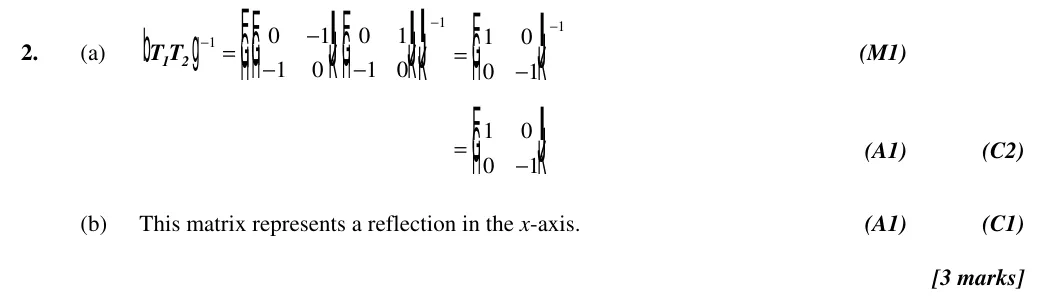 2. (a) (T₁T₂)⁻¹ = ((0 −1; −1 0)(0 1; −1 0))⁻¹ = (1 0; 0 −1)⁻¹ (M1)
= (1 0; 0 −1) (A1) (C2)
(b) This matrix represents a reflection in the x-axis. (A1) (C1)
[3 marks]